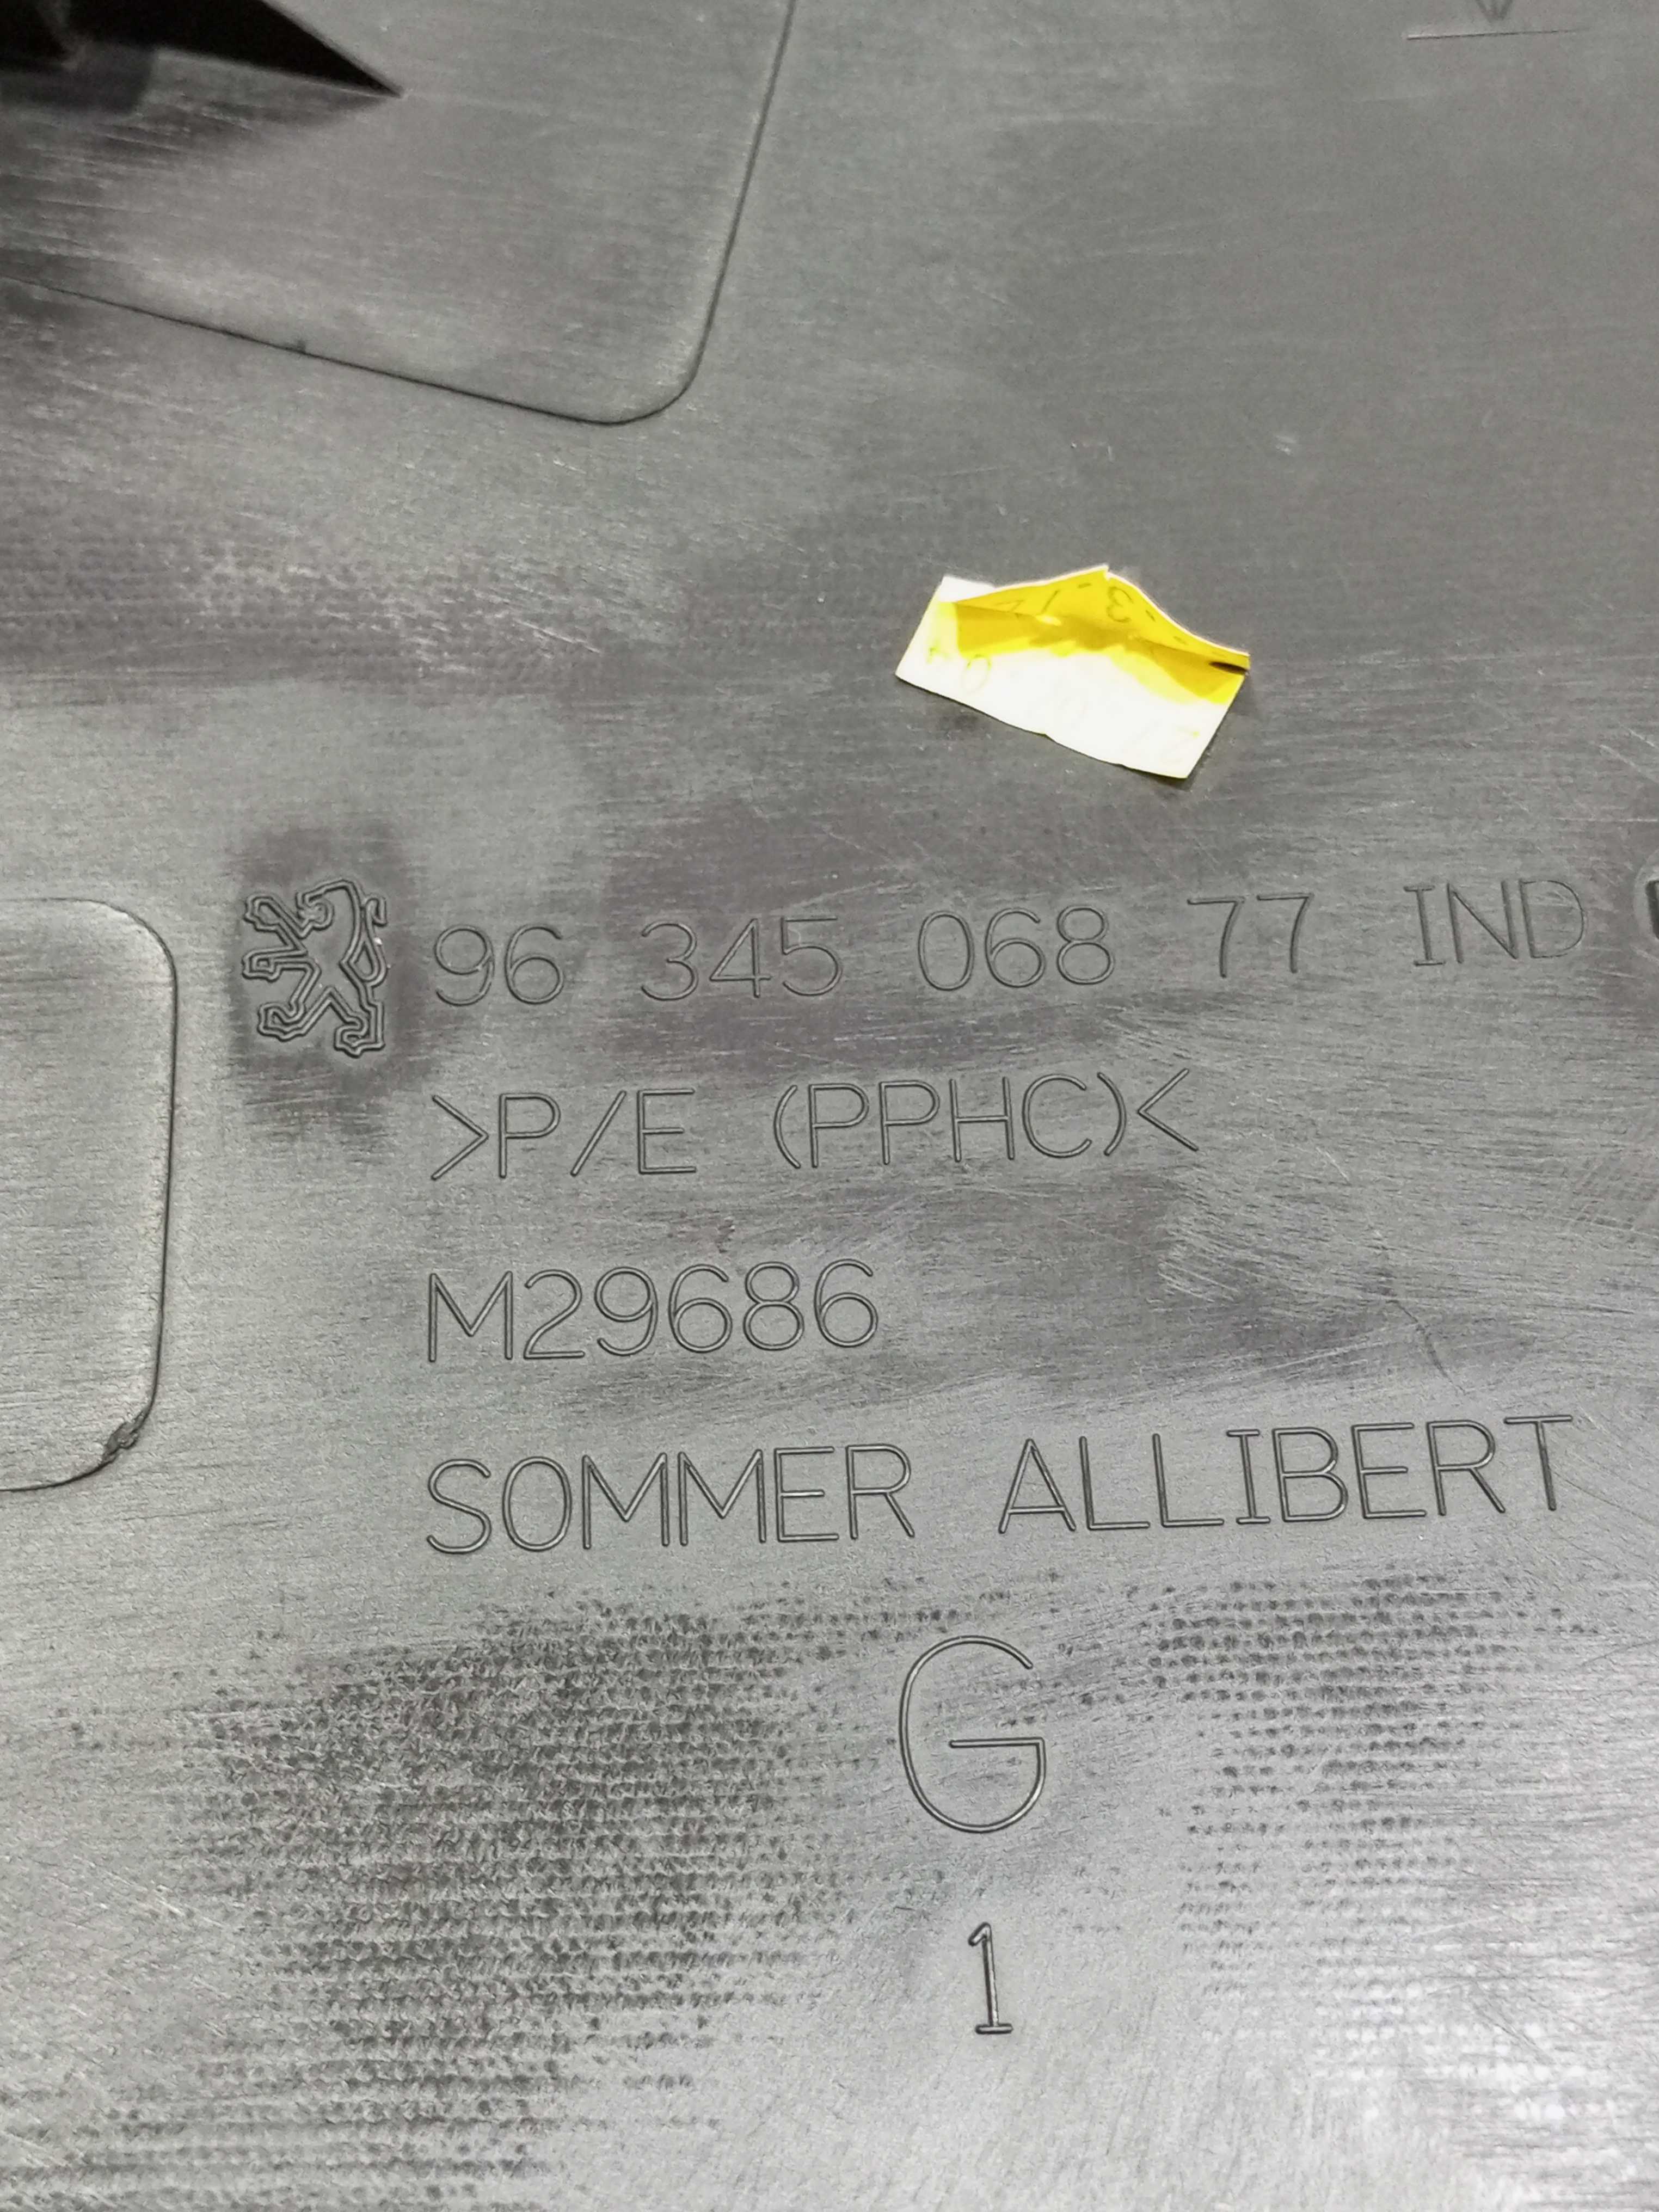 96 345 068 77 IND
>P/E (PPHC)<
M29686
SOMMER ALLIBERT
G
1